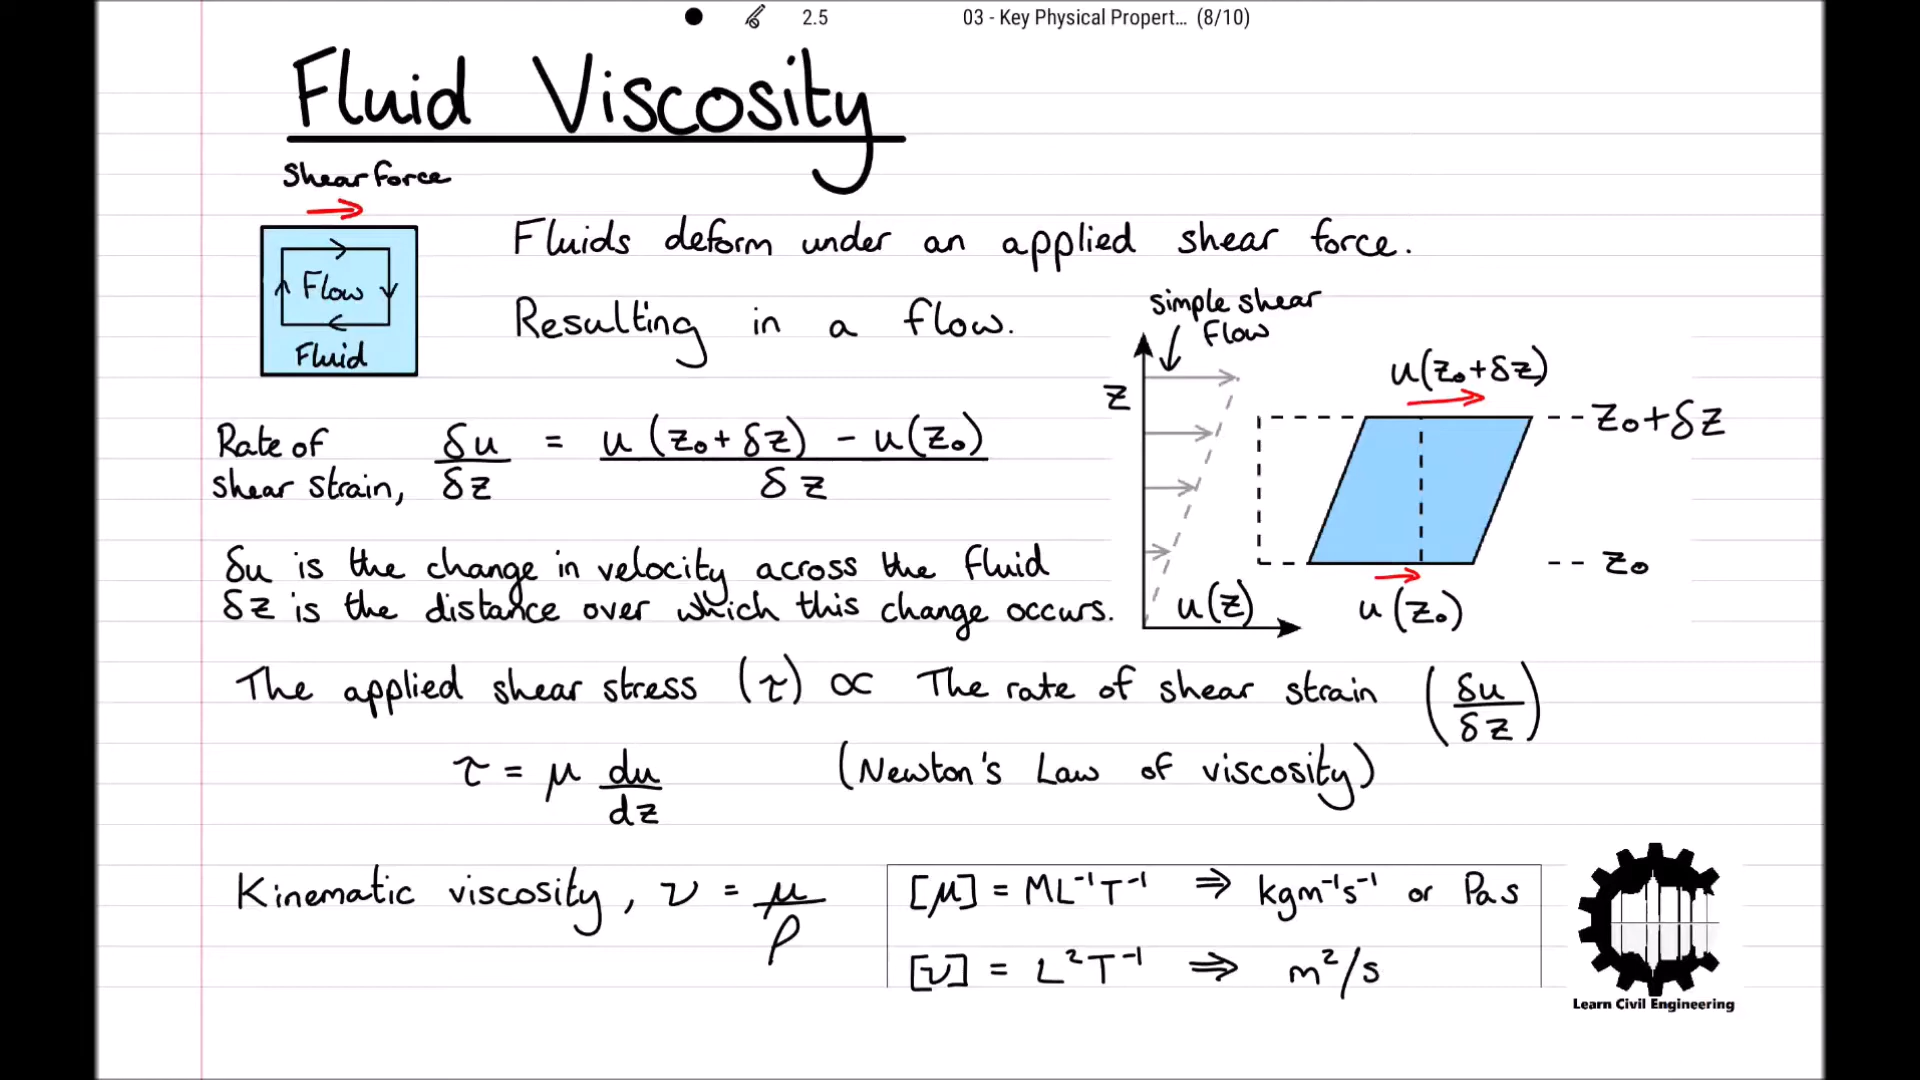 2.5 03 - Key Physical Propert... (8/10)
Fluid Viscosity
Shear force
Flow
Fluid
Fluids deform under an applied shear force.
Resulting in a flow.
simple shear
Flow
z
u(z)
u(z₀+δz)
z₀+δz
z₀
u(z₀)
Rate of
shear strain, δu/δz = (u(z₀+δz) - u(z₀))/δz
δu is the change in velocity across the fluid
δz is the distance over which this change occurs.
The applied shear stress (τ) ∝ The rate of shear strain (δu/δz)
τ = μ du/dz (Newton's Law of viscosity)
Kinematic viscosity, ν = μ/ρ
[μ] = ML⁻¹T⁻¹ ⇒ kgm⁻¹s⁻¹ or Pas
[ν] = L²T⁻¹ ⇒ m²/s
Learn Civil Engineering